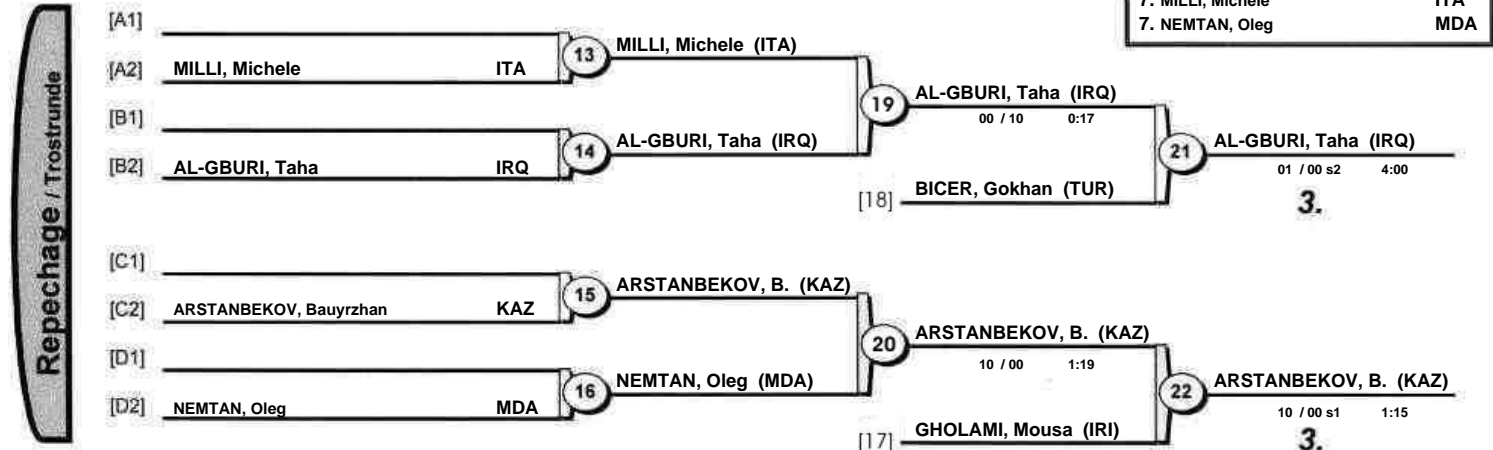 7. MILLI, Michele ITA
7. NEMTAN, Oleg MDA
Repechage / Trostrunde
[A1]
[A2] MILLI, Michele ITA
13
MILLI, Michele (ITA)
[B1]
[B2] AL-GBURI, Taha IRQ
14
AL-GBURI, Taha (IRQ)
19
AL-GBURI, Taha (IRQ)
00 / 10 0:17
[18] BICER, Gokhan (TUR)
21
AL-GBURI, Taha (IRQ)
01 / 00 s2 4:00
3.
[C1]
[C2] ARSTANBEKOV, Bauyrzhan KAZ
15
ARSTANBEKOV, B. (KAZ)
[D1]
[D2] NEMTAN, Oleg MDA
16
NEMTAN, Oleg (MDA)
20
ARSTANBEKOV, B. (KAZ)
10 / 00 1:19
[17] GHOLAMI, Mousa (IRI)
22
ARSTANBEKOV, B. (KAZ)
10 / 00 s1 1:15
3.